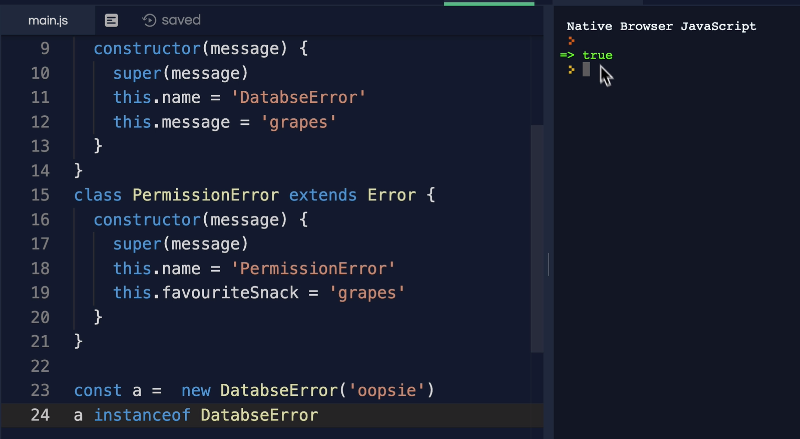 main.js saved
9 constructor(message) {
10 super(message)
11 this.name = 'DatabseError'
12 this.message = 'grapes'
13 }
14 }
15 class PermissionError extends Error {
16 constructor(message) {
17 super(message)
18 this.name = 'PermissionError'
19 this.favouriteSnack = 'grapes'
20 }
21 }
22
23 const a =  new DatabseError('oopsie')
24 a instanceof DatabseError
Native Browser JavaScript
>
=> true
>